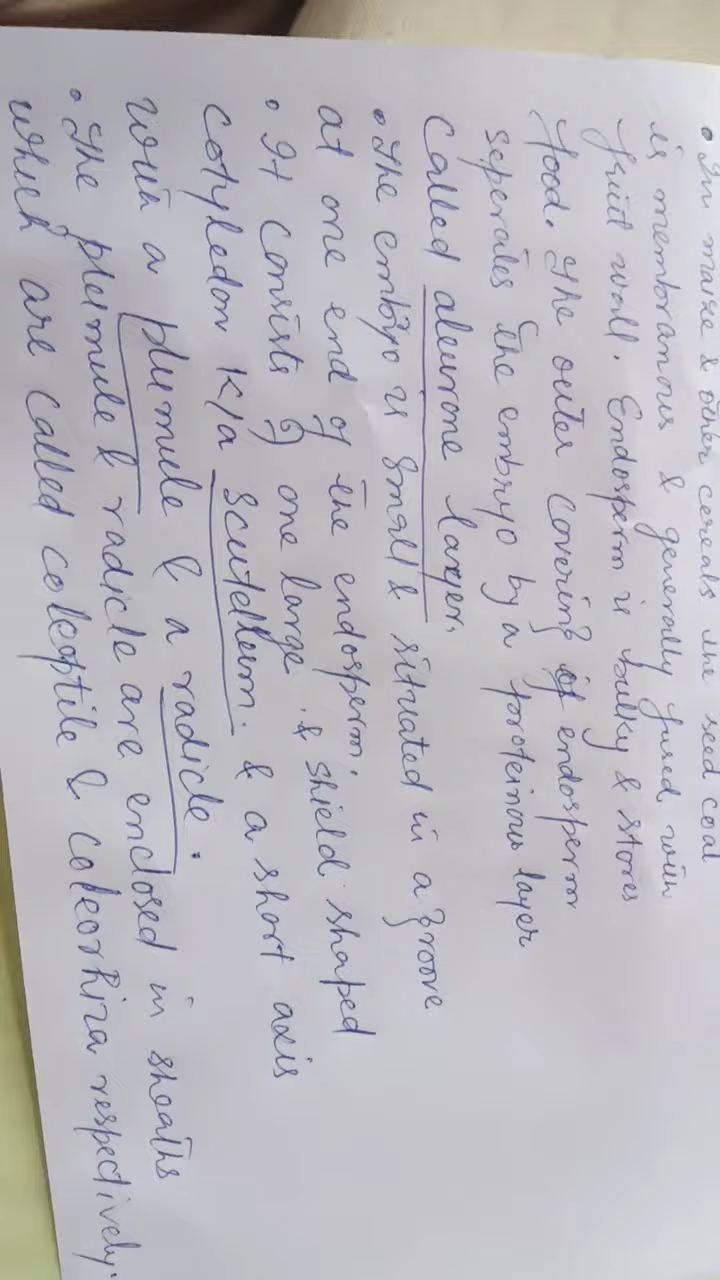 • In maize & other cereals the seed coat
is membranous & generally fused with
fruit wall. Endosperm is bulky & stores
food. The outer covering of endosperm
seperates the embryo by a proteinous layer
called aleurone layer.
• The embryo is small & situated in a groove
at one end of the endosperm.
• It consists of one large & shield shaped
cotyledon k/a scutellum. & a short axis
with a plumule & a radicle.
• The plumule & radicle are enclosed in sheaths
which are called coleoptile & coleorhiza respectively.